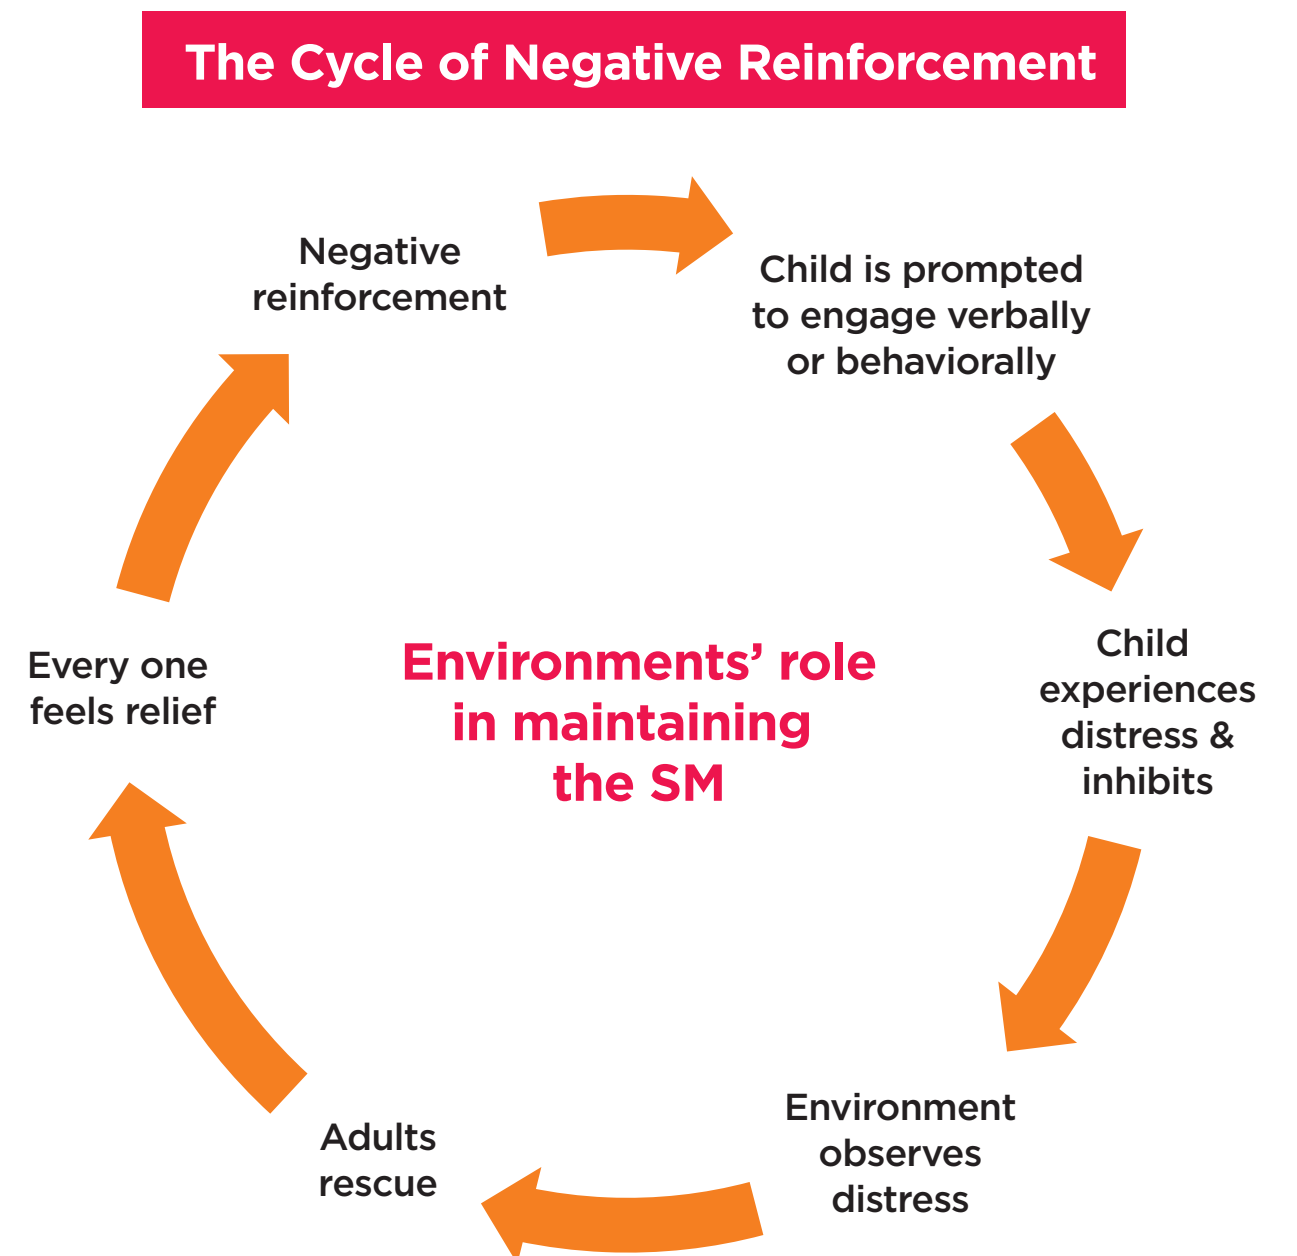 The Cycle of Negative Reinforcement
Negative
reinforcement
Child is prompted
to engage verbally
or behaviorally
Child
experiences
distress &
inhibits
Environment
observes
distress
Adults
rescue
Every one
feels relief
Environments’ role
in maintaining
the SM